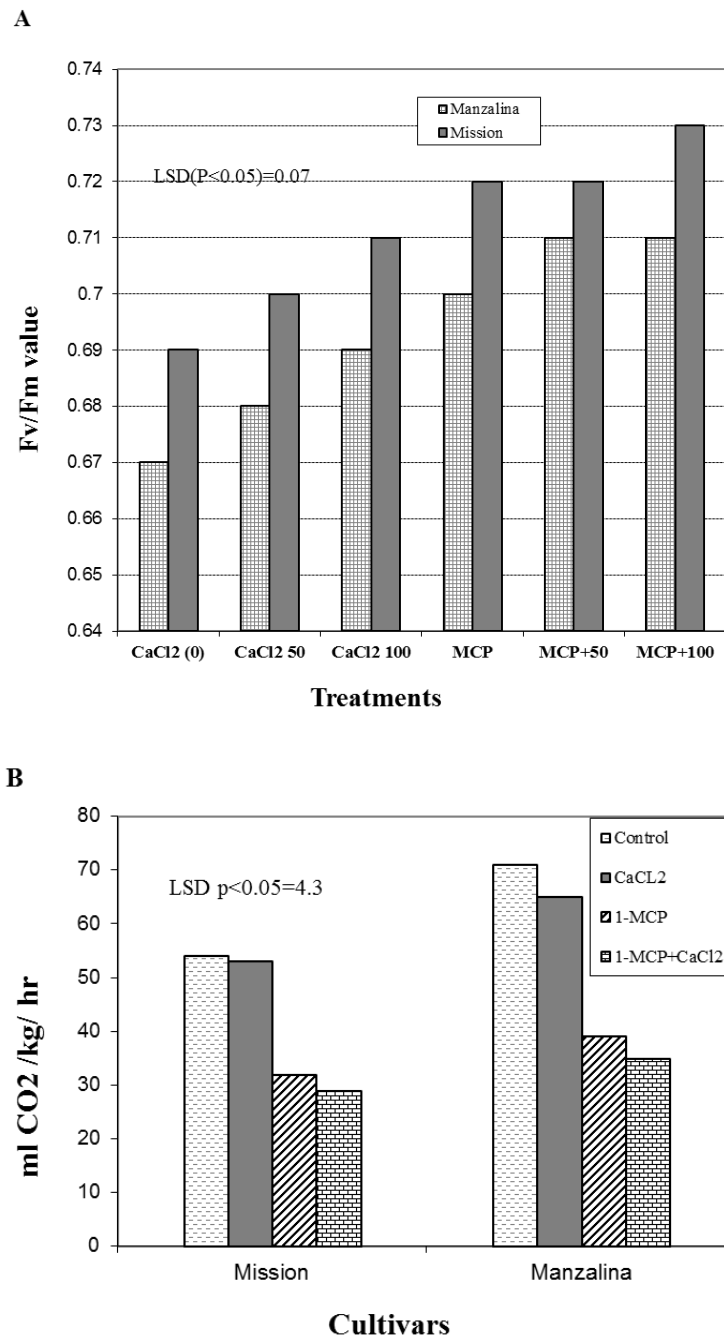 A
0.74
0.73
0.72
0.71
0.7
0.69
0.68
0.67
0.66
0.65
0.64
Fv/Fm value
Manzalina
Mission
LSD(P<0.05)=0.07
CaCl2 (0) CaCl2 50 CaCl2 100 MCP MCP+50 MCP+100
Treatments
B
80
70
60
50
40
30
20
10
0
ml CO2 /kg/ hr
LSD p<0.05=4.3
Control
CaCL2
1-MCP
1-MCP+CaCl2
Mission Manzalina
Cultivars